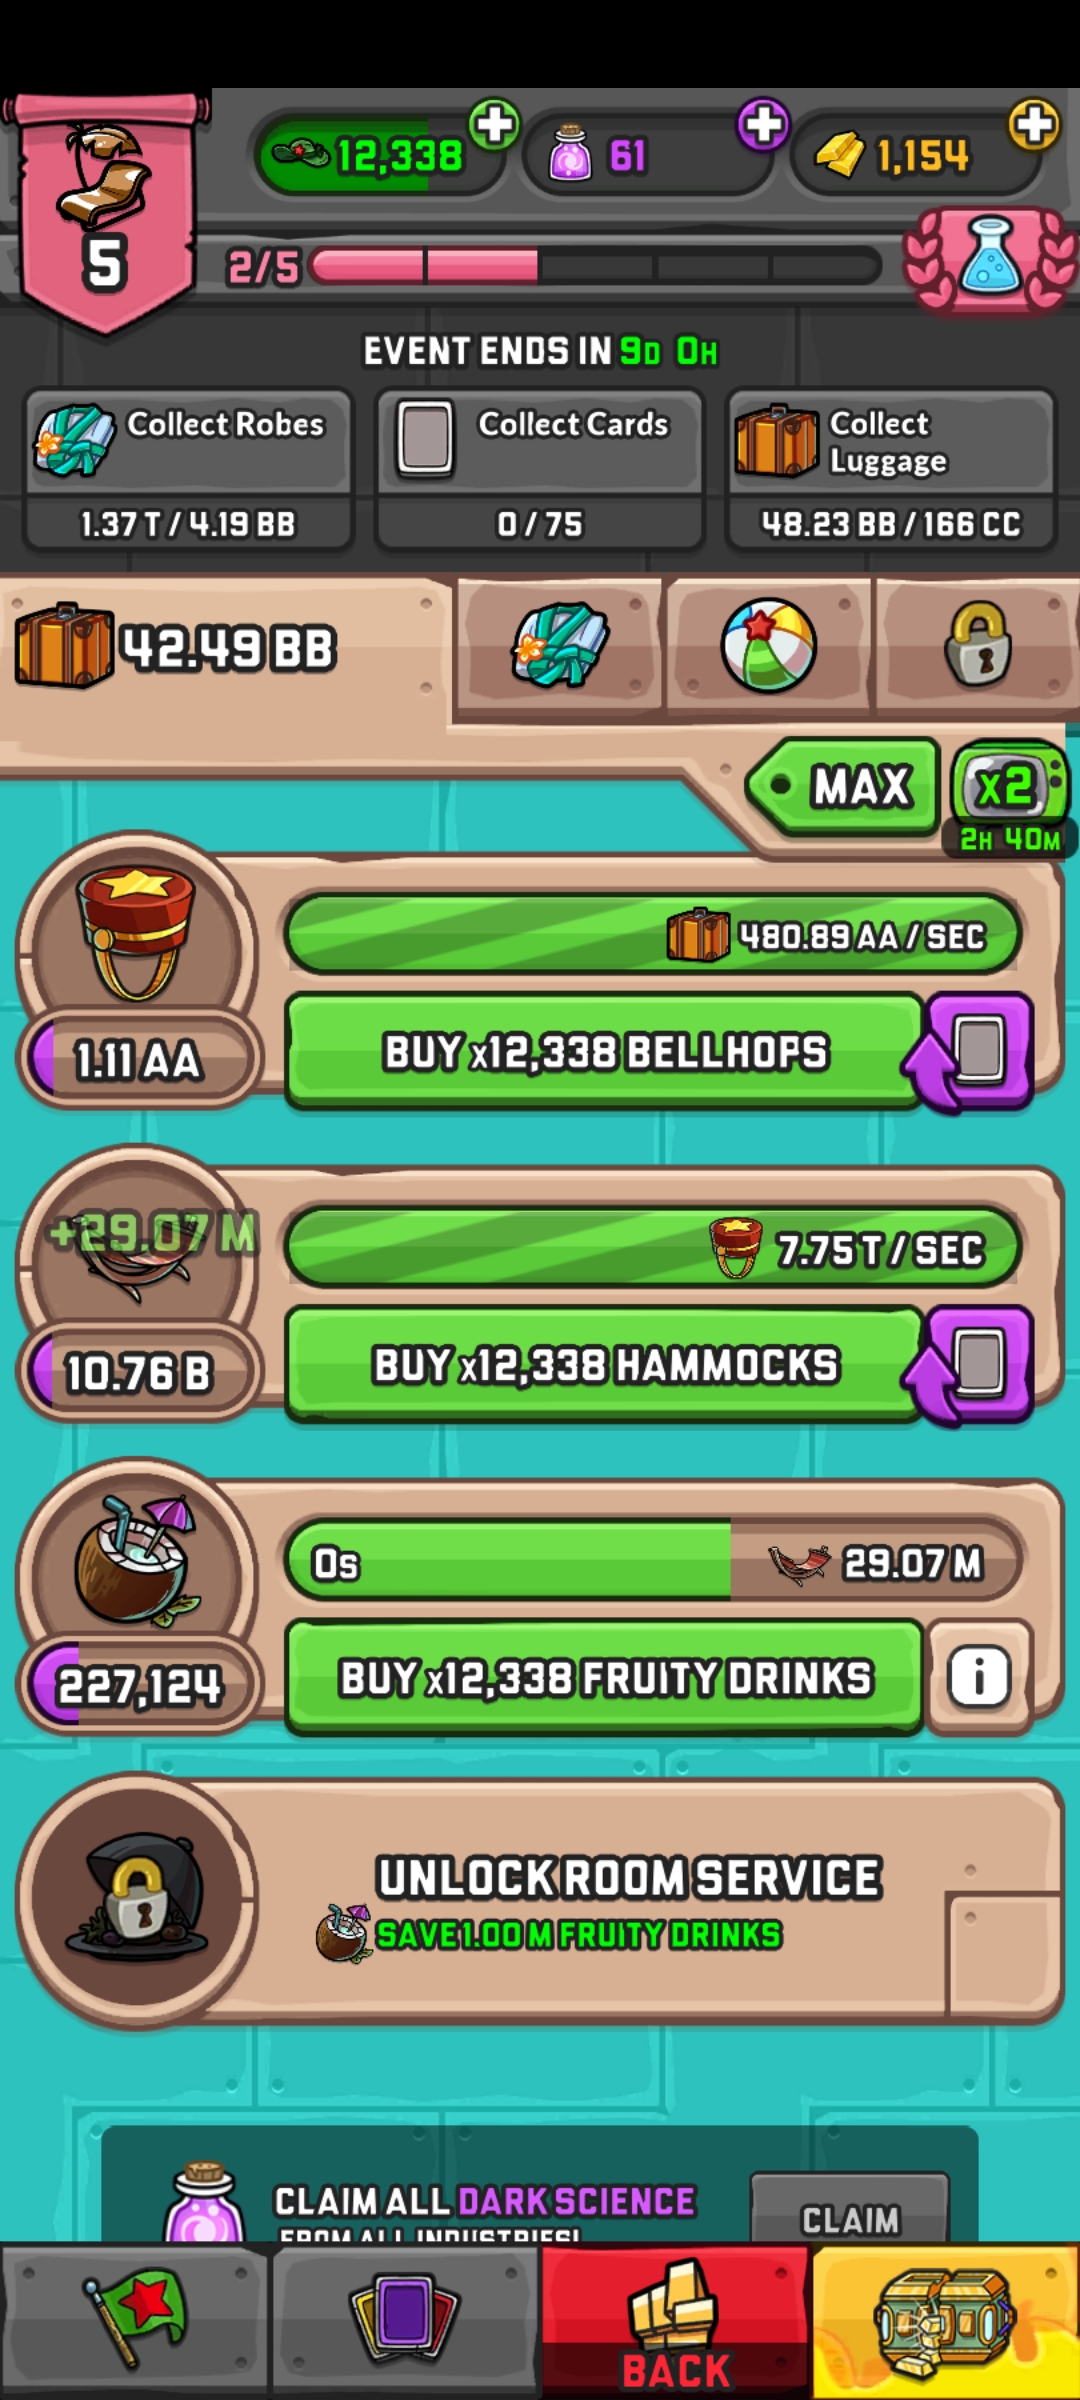 12,338
61
1,154
5
2/5
EVENT ENDS IN 9D 0H
Collect Robes
1.37 T / 4.19 BB
Collect Cards
0 / 75
Collect
Luggage
48.23 BB / 166 CC
42.49 BB
MAX
x2
2H 40M
480.89 AA / SEC
BUY x12,338 BELLHOPS
1.11 AA
+29.07 M
7.75 T / SEC
BUY x12,338 HAMMOCKS
10.76 B
0s
29.07 M
BUY x12,338 FRUITY DRINKS
i
227,124
UNLOCK ROOM SERVICE
SAVE 1.00 M FRUITY DRINKS
CLAIM ALL DARK SCIENCE
FROM ALL INDUSTRIES!
CLAIM
BACK